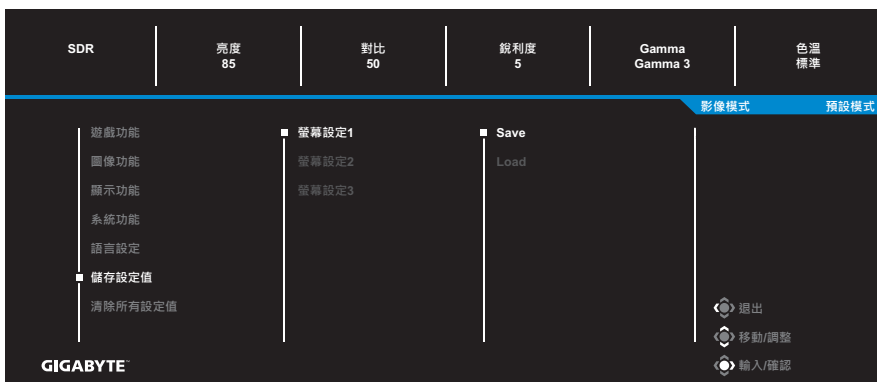 SDR 亮度 對比 銳利度 Gamma 色溫
85 50 5 Gamma 3 標準
影像模式 預設模式
遊戲功能 螢幕設定1 Save
圖像功能 螢幕設定2 Load
顯示功能 螢幕設定3
系統功能
語言設定
儲存設定值
清除所有設定值
退出
移動/調整
GIGABYTE™ 輸入/確認